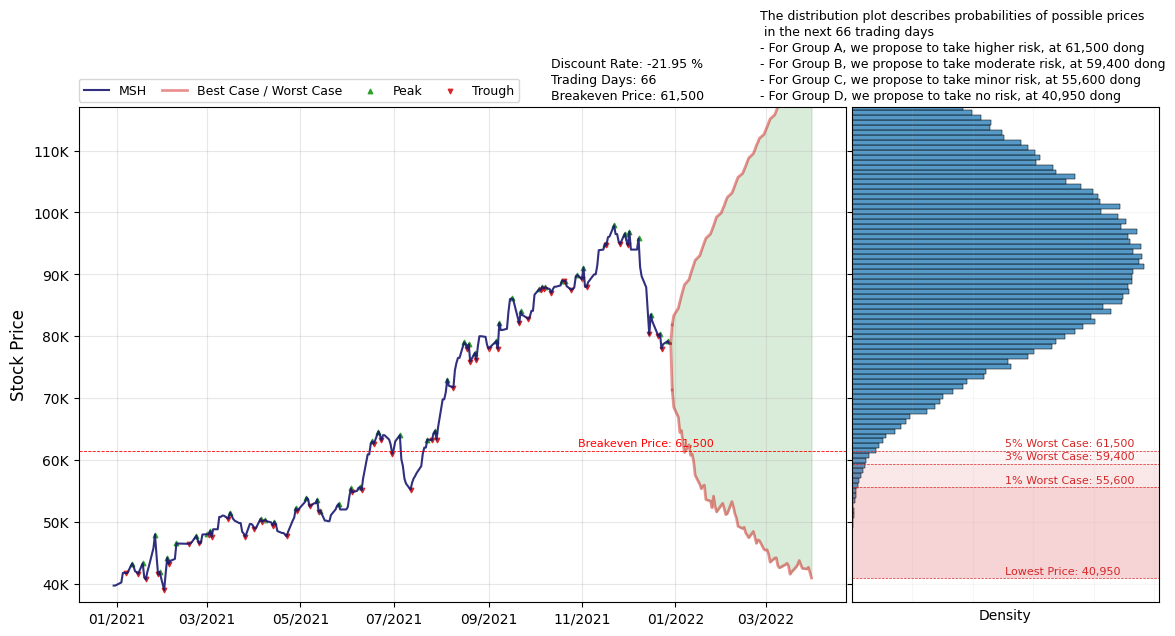 The distribution plot describes probabilities of possible prices
in the next 66 trading days
- For Group A, we propose to take higher risk, at 61,500 dong
- For Group B, we propose to take moderate risk, at 59,400 dong
- For Group C, we propose to take minor risk, at 55,600 dong
- For Group D, we propose to take no risk, at 40,950 dong
Discount Rate: -21.95 %
Trading Days: 66
Breakeven Price: 61,500
MSH
Best Case / Worst Case
Peak
Trough
Stock Price
110K
100K
90K
80K
70K
60K
50K
40K
Breakeven Price: 61,500
5% Worst Case: 61,500
3% Worst Case: 59,400
1% Worst Case: 55,600
Lowest Price: 40,950
01/2021
03/2021
05/2021
07/2021
09/2021
11/2021
01/2022
03/2022
Density